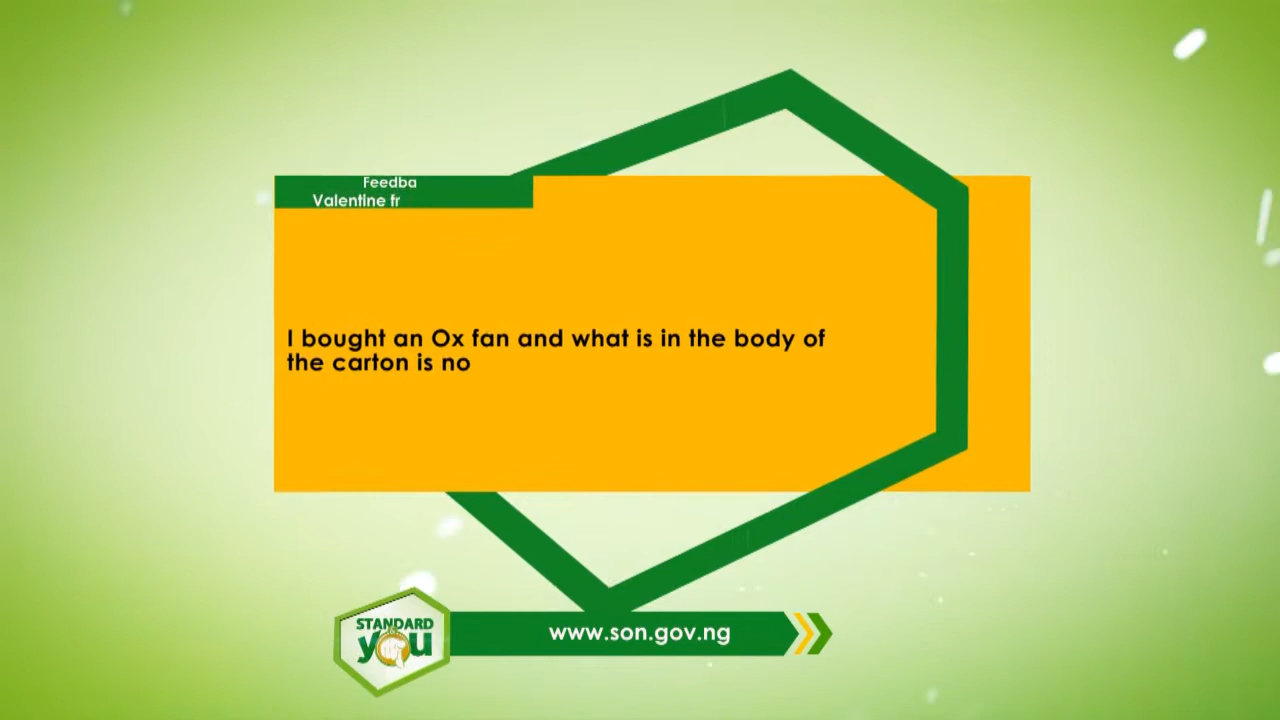 Feedba
Valentine fr
I bought an Ox fan and what is in the body of
the carton is no
STANDARD
you
www.son.gov.ng